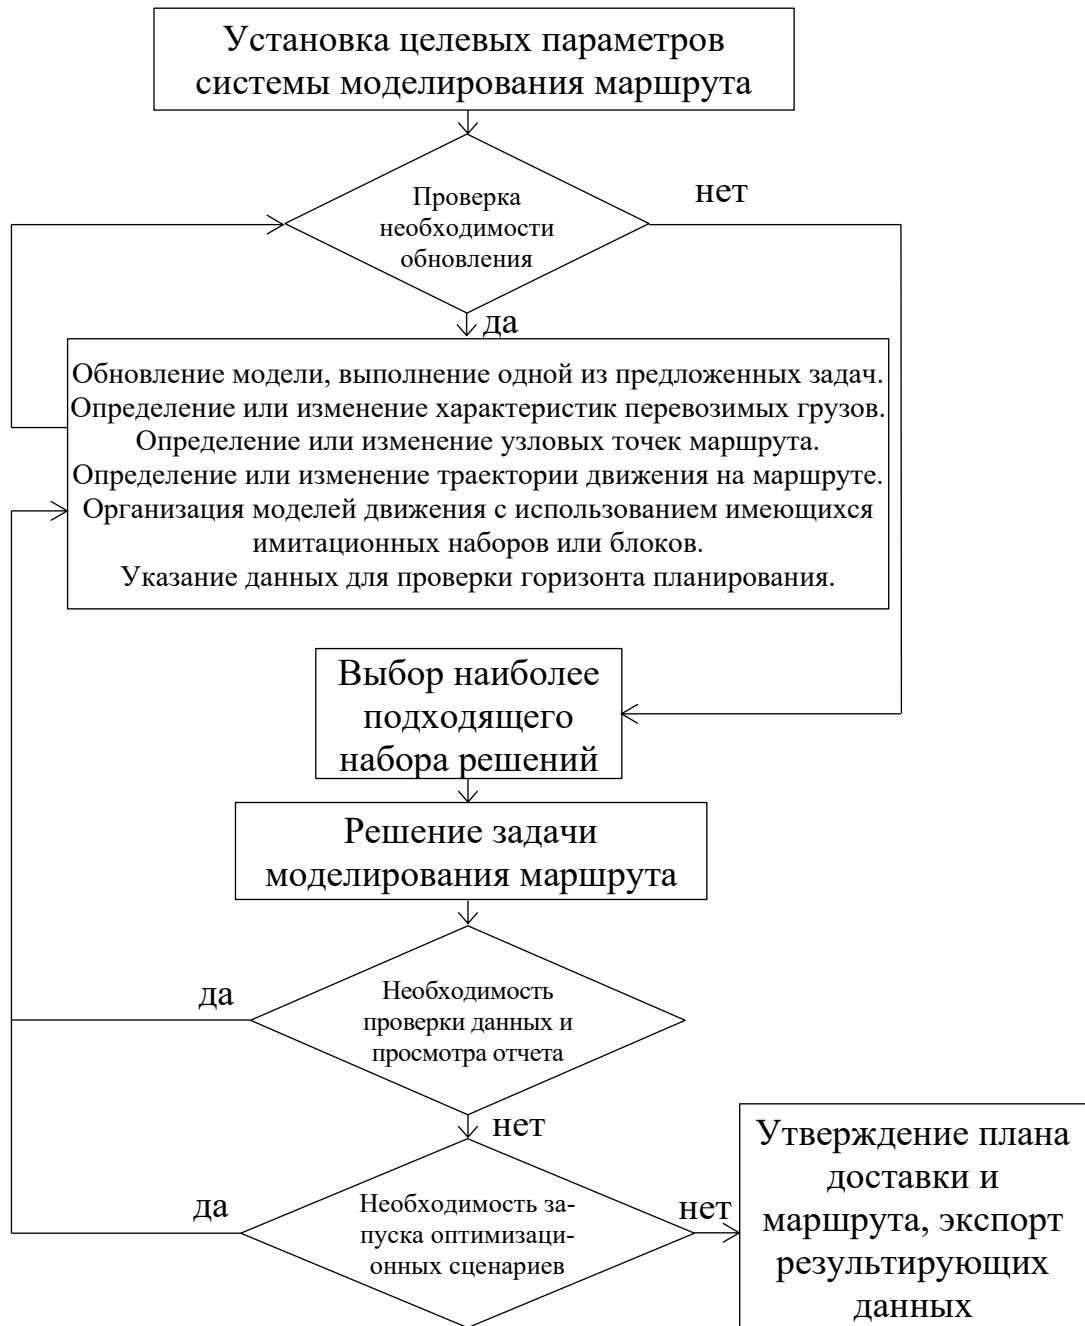 Установка целевых параметров
системы моделирования маршрута
Проверка
необходимости
обновления
нет
да
Обновление модели, выполнение одной из предложенных задач.
Определение или изменение характеристик перевозимых грузов.
Определение или изменение узловых точек маршрута.
Определение или изменение траектории движения на маршруте.
Организация моделей движения с использованием имеющихся
имитационных наборов или блоков.
Указание данных для проверки горизонта планирования.
Выбор наиболее
подходящего
набора решений
Решение задачи
моделирования маршрута
да
Необходимость
проверки данных и
просмотра отчета
нет
да
Необходимость за-
пуска оптимизаци-
онных сценариев
нет
Утверждение плана
доставки и
маршрута, экспорт
результирующих
данных